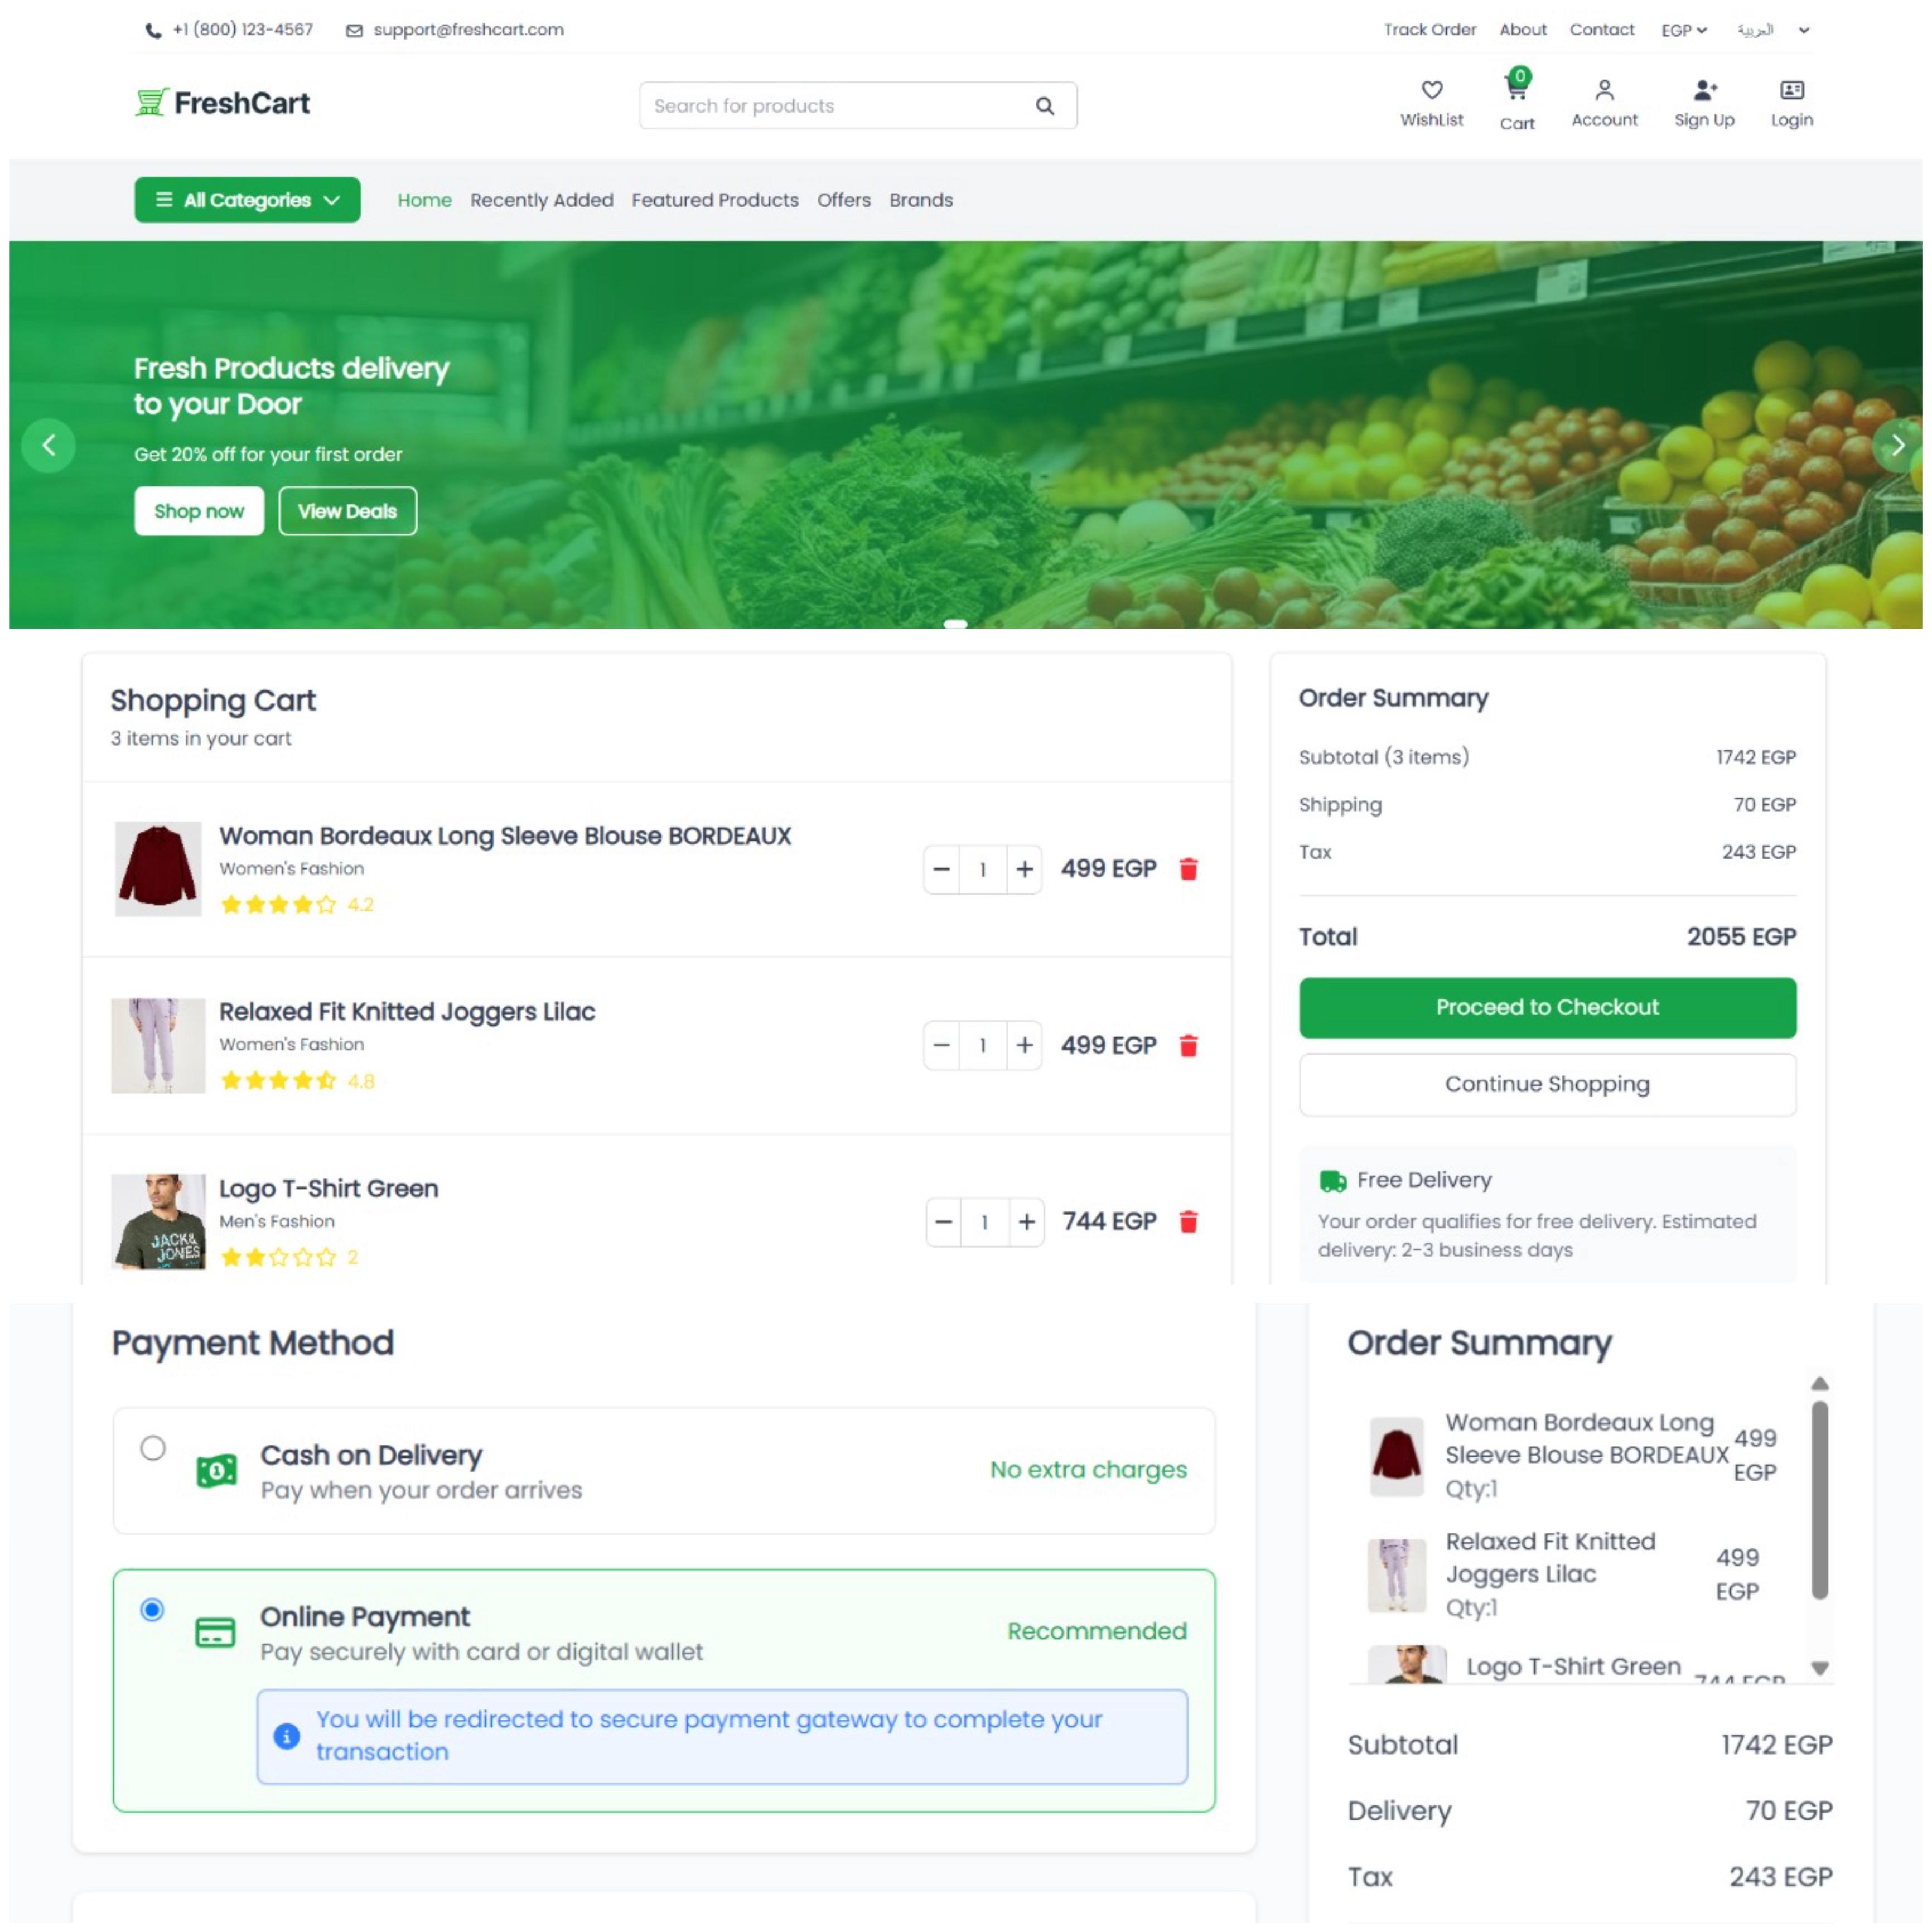 +1 (800) 123-4567
support@freshcart.com
Track Order
About
Contact
EGP
العربية
FreshCart
Search for products
WishList
0
Cart
Account
Sign Up
Login
All Categories
Home
Recently Added
Featured Products
Offers
Brands
Fresh Products delivery
to your Door
Get 20% off for your first order
Shop now
View Deals
Shopping Cart
3 items in your cart
Woman Bordeaux Long Sleeve Blouse BORDEAUX
Women's Fashion
4.2
1
499 EGP
Relaxed Fit Knitted Joggers Lilac
Women's Fashion
4.8
1
499 EGP
JACK&
JONES
Logo T-Shirt Green
Men's Fashion
2
1
744 EGP
Order Summary
Subtotal (3 items)
1742 EGP
Shipping
70 EGP
Tax
243 EGP
Total
2055 EGP
Proceed to Checkout
Continue Shopping
Free Delivery
Your order qualifies for free delivery. Estimated
delivery: 2-3 business days
Payment Method
Cash on Delivery
Pay when your order arrives
No extra charges
Online Payment
Pay securely with card or digital wallet
Recommended
You will be redirected to secure payment gateway to complete your
transaction
Order Summary
Woman Bordeaux Long
Sleeve Blouse BORDEAUX
Qty:1
499
EGP
Relaxed Fit Knitted
Joggers Lilac
Qty:1
499
EGP
Logo T-Shirt Green
744 EGP
Subtotal
1742 EGP
Delivery
70 EGP
Tax
243 EGP